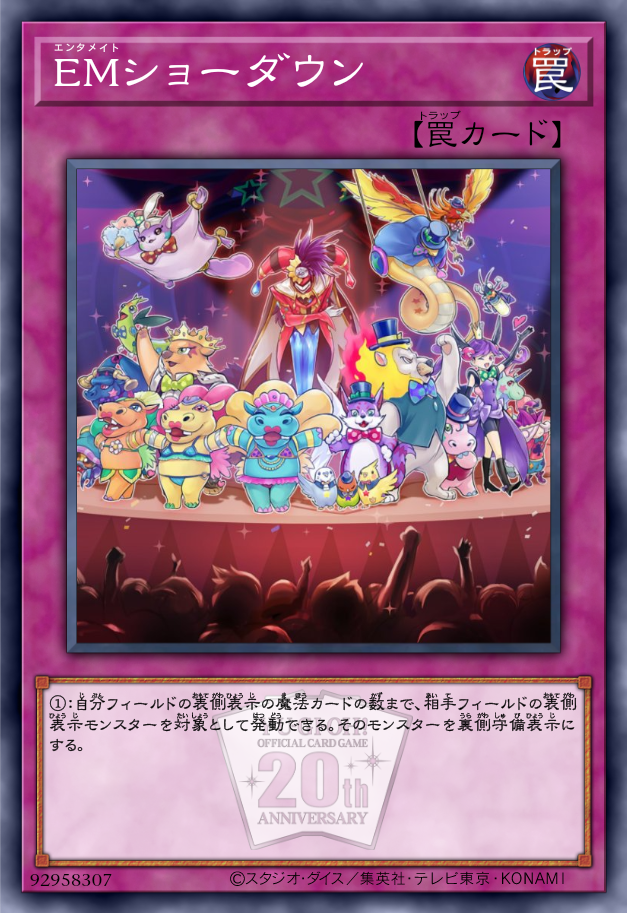 エンタメイト
EMショーダウン
トラップ
罠
トラップ
【罠カード】
①:自分フィールドの表側表示の魔法カードの数まで、相手フィールドの表側
表示モンスターを対象として発動できる。そのモンスターを裏側守備表示に
する。
YU-GI-OH!
OFFICIAL CARD GAME
20th
ANNIVERSARY
92958307
©スタジオ・ダイス/集英社・テレビ東京・KONAMI